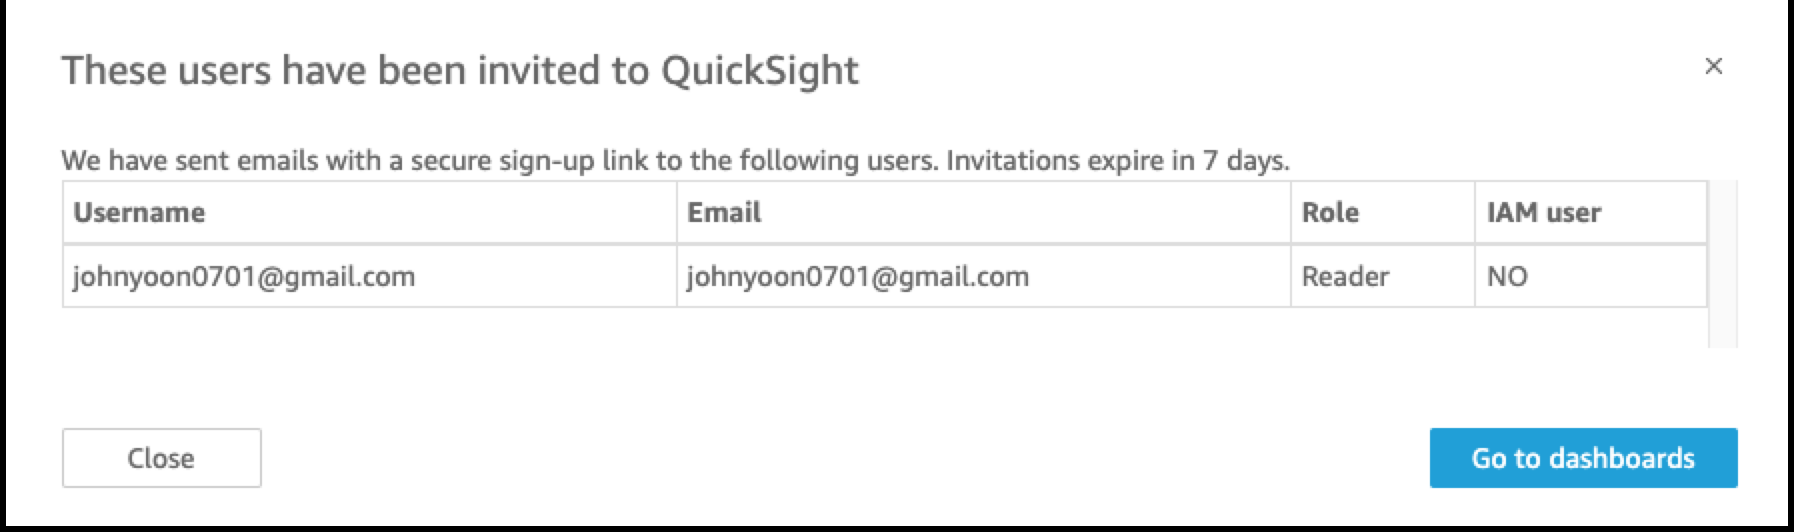 These users have been invited to QuickSight
×
We have sent emails with a secure sign-up link to the following users. Invitations expire in 7 days.
Username Email Role IAM user
johnyoon0701@gmail.com johnyoon0701@gmail.com Reader NO
Close Go to dashboards